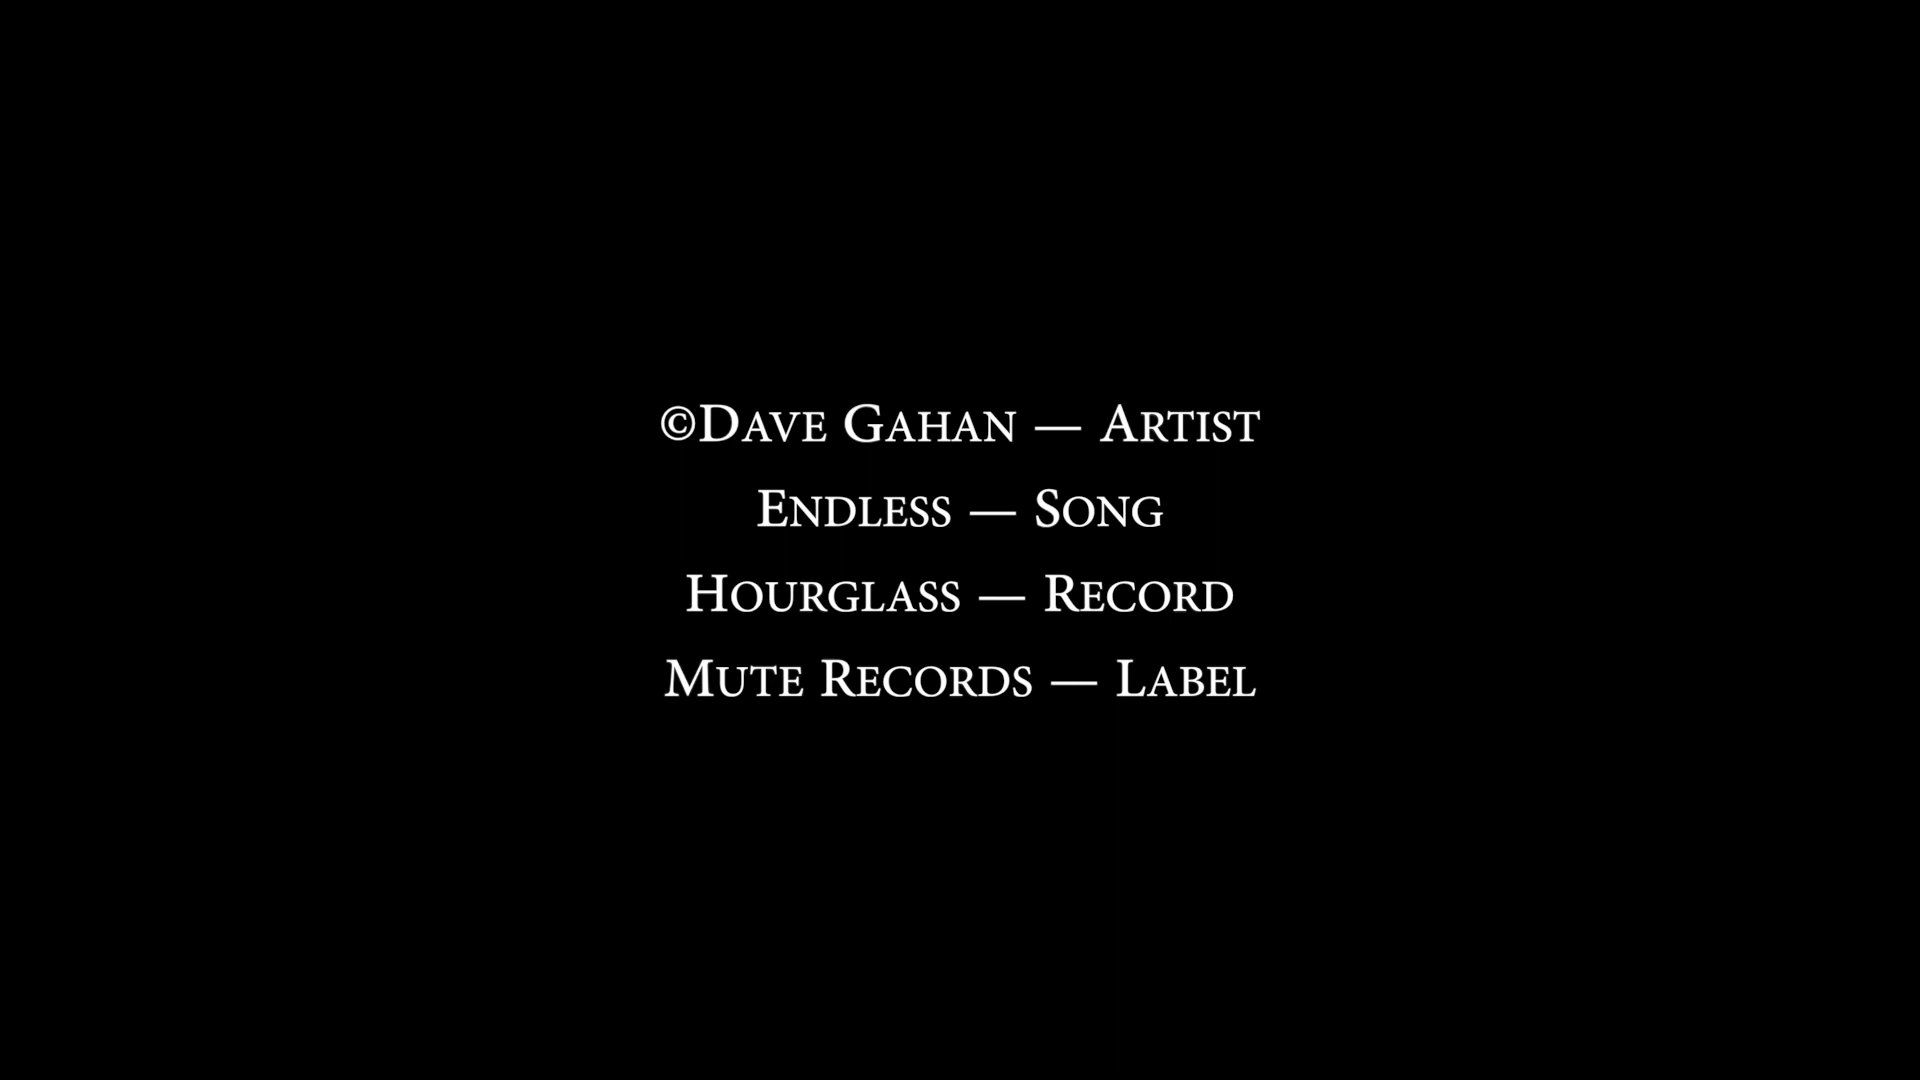 ©Dave Gahan — Artist
Endless — Song
Hourglass — Record
Mute Records — Label